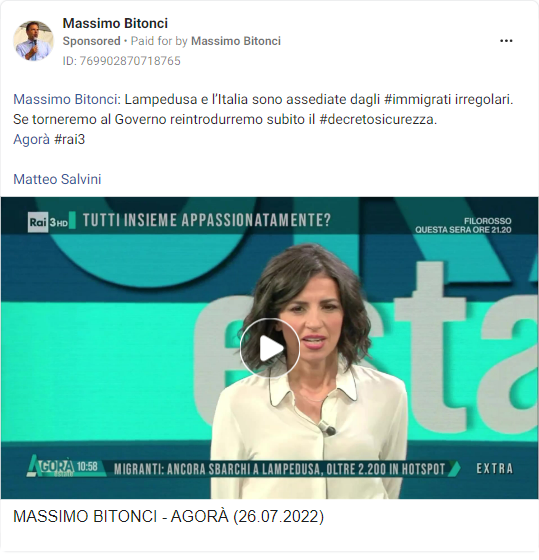 Massimo Bitonci
Sponsored • Paid for by Massimo Bitonci
ID: 769902870718765
Massimo Bitonci: Lampedusa e l'Italia sono assediate dagli #immigrati irregolari.
Se torneremo al Governo reintrodurremo subito il #decretosicurezza.
Agorà #rai3
Matteo Salvini
Rai 3HD TUTTI INSIEME APPASSIONATAMENTE?
FILOROSSO
QUESTA SERA ORE 21.20
esta
AGORÀ 10:58 MIGRANTI: ANCORA SBARCHI A LAMPEDUSA, OLTRE 2.200 IN HOTSPOT EXTRA
MASSIMO BITONCI - AGORÀ (26.07.2022)